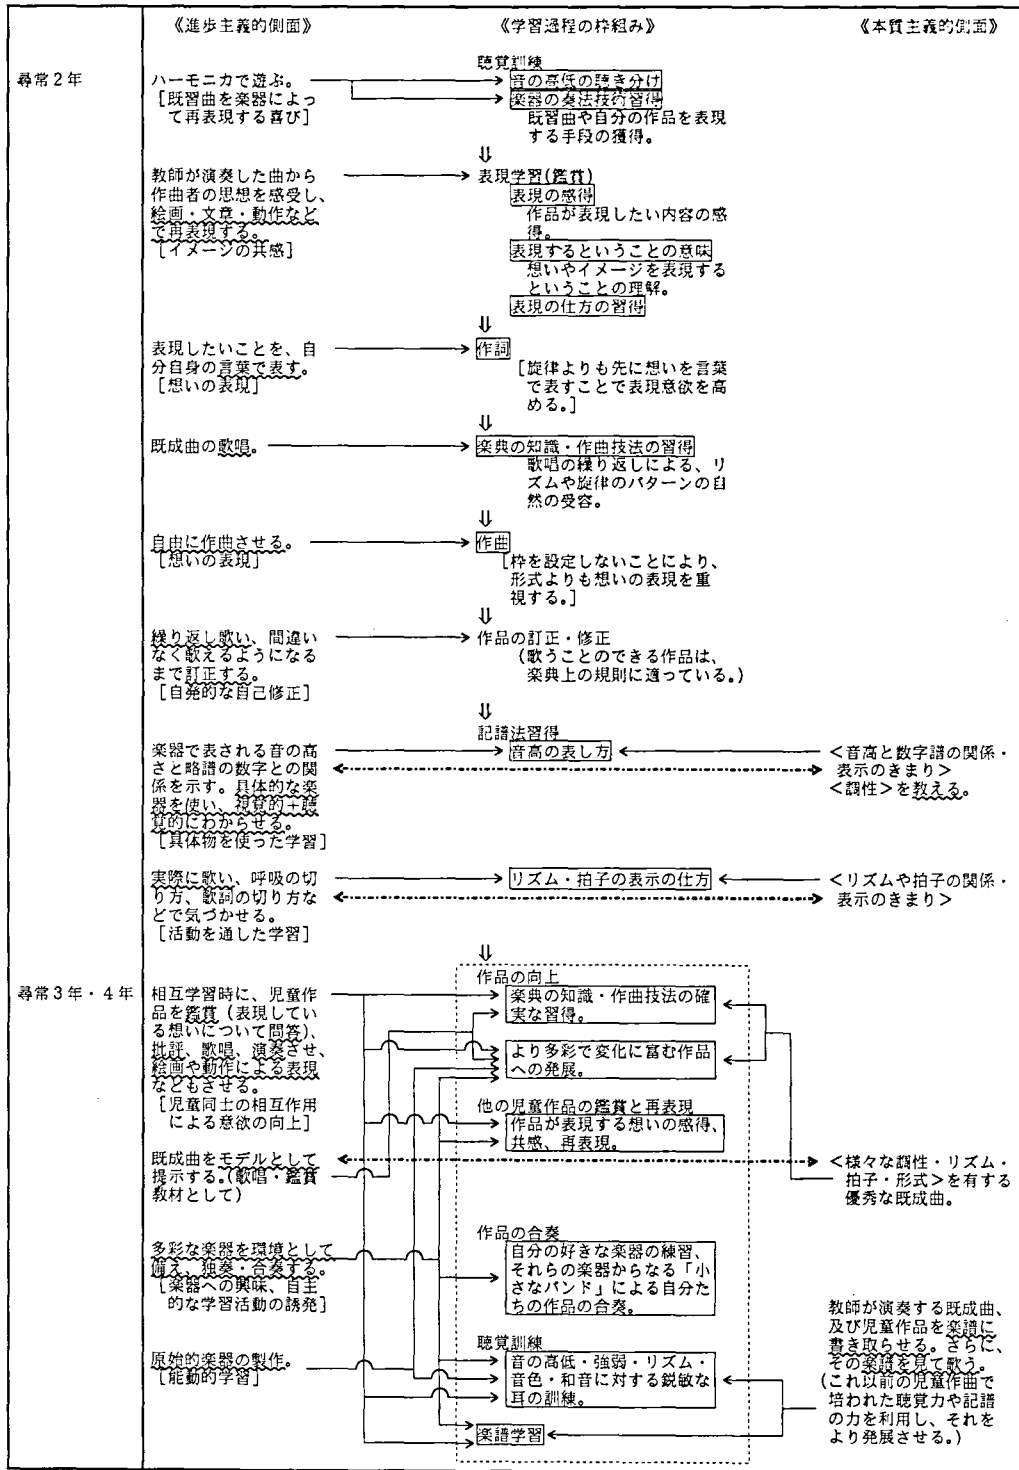 《進歩主義的側面》 《学習過程の枠組み》 《本質主義的側面》
尋常2年
ハーモニカで遊ぶ。
[既習曲を楽器によっ
て再表現する喜び]
聴覚訓練
音の高低の聴き分け
楽器の奏法技術習得
既習曲や自分の作品を表現
する手段の獲得。
⇓
教師が演奏した曲から
作曲者の思想を感受し、
絵画・文章・動作など
で再表現する。
[イメージの共感]
表現学習(鑑賞)
表現の感得
作品が表現したい内容の感
得。
表現するということの意味
想いやイメージを表現する
ということの理解。
表現の仕方の習得
⇓
表現したいことを、自
分自身の言葉で表す。
[想いの表現]
作詞
[旋律よりも先に想いを言葉
で表すことで表現意欲を高
める。]
⇓
既成曲の歌唱。
楽典の知識・作曲技法の習得
歌唱の繰り返しによる、リ
ズムや旋律のパターンの自
然の受容。
⇓
自由に作曲させる。
[想いの表現]
作曲
[枠を設定しないことにより、
形式よりも想いの表現を重
視する。]
⇓
繰り返し歌い、間違い
なく歌えるようになる
まで訂正する。
[自発的な自己修正]
作品の訂正・修正
(歌うことのできる作品は、
楽典上の規則に適っている。)
⇓
記譜法習得
楽器で表される音の高
さと略譜の数字との関
係を示す。具体的な楽
器を使い、視覚的+聴
覚的にわからせる。
[具体物を使った学習]
音高の表し方
<音高と数字譜の関係・
表示のきまり>
<調性>を教える。
実際に歌い、呼吸の切
り方、歌詞の切り方な
どで気づかせる。
[活動を通した学習]
リズム・拍子の表示の仕方
<リズムや拍子の関係・
表示のきまり>
⇓
尋常3年・4年
相互学習時に、児童作
品を鑑賞(表現してい
る想いについて問答)、
批評、歌唱、演奏させ、
絵画や動作による表現
などもさせる。
[児童同士の相互作用
による意欲の向上]
作品の向上
楽典の知識・作曲技法の確
実な習得。
より多彩で変化に富む作品
への発展。
他の児童作品の鑑賞と再表現
作品が表現する想いの感得、
共感、再表現。
既成曲をモデルとして
提示する。(歌唱・鑑賞
教材として)
<様々な調性・リズム・
拍子・形式>を有する
優秀な既成曲。
多彩な楽器を環境として
備え、独奏・合奏する。
[楽器への興味、自主
的な学習活動の誘発]
作品の合奏
自分の好きな楽器の練習、
それらの楽器からなる「小
さなバンド」による自分た
ちの作品の合奏。
原始的楽器の製作。
[能動的学習]
聴覚訓練
音の高低・強弱・リズム・
音色・和音に対する鋭敏な
耳の訓練。
楽譜学習
教師が演奏する既成曲、
及び児童作品を楽譜に
書き取らせる。さらに、
その楽譜を見て歌う。
(これ以前の児童作曲で
培われた聴覚力や記譜
の力を利用し、それを
より発展させる。)